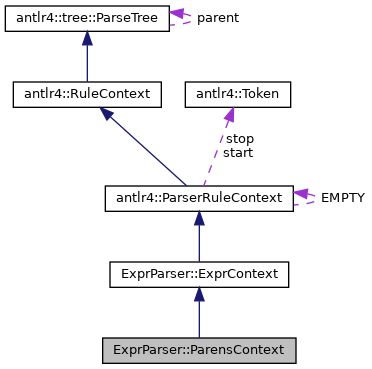 antlr4::tree::ParseTree
parent
antlr4::RuleContext
antlr4::Token
stop
start
antlr4::ParserRuleContext
EMPTY
ExprParser::ExprContext
ExprParser::ParensContext